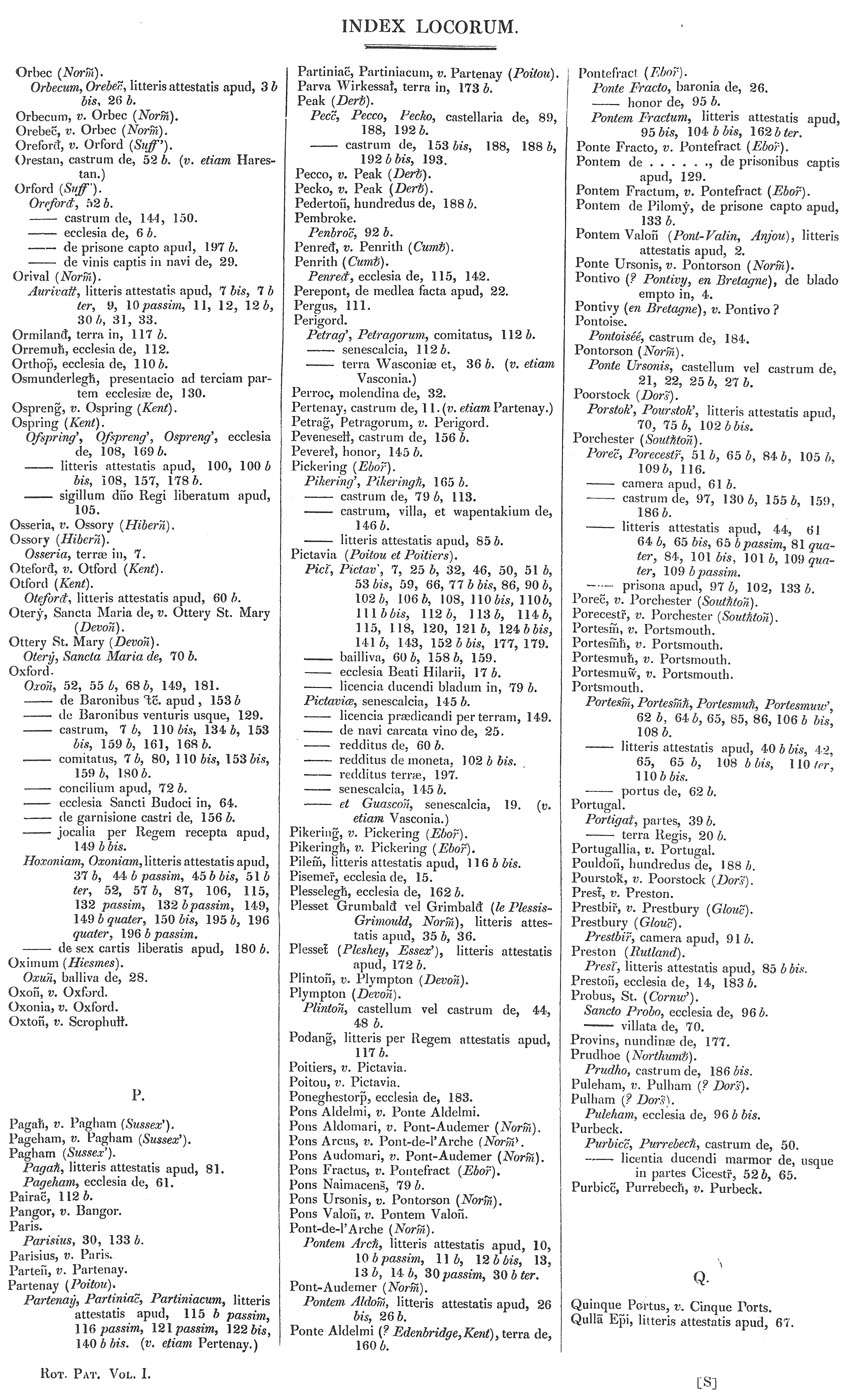 INDEX LOCORUM.
Orbec (Norm̃).
Orbecum, Orebec̃, litteris attestatis apud, 3 b
bis, 26 b.
Orbecum, v. Orbec (Norm̃).
Orebec̃, v. Orbec (Norm̃).
Oreford̃, v. Orford (Suff').
Orestan, castrum de, 52 b. (v. etiam Hares-
tan.)
Orford (Suff').
Oreford̃, 52 b.
—— castrum de, 144, 150.
—— ecclesia de, 6 b.
—— de prisone capto apud, 197 b.
—— de vinis captis in navi de, 29.
Orival (Norm̃).
Aurivall̃, litteris attestatis apud, 7 bis, 7 b
ter, 9, 10 passim, 11, 12, 12 b,
30 b, 31, 33.
Ormiland̃, terra in, 117 b.
Orremuh̃, ecclesia de, 112.
Orthop̃, ecclesia de, 110 b.
Osmunderlegh̃, presentacio ad terciam par-
tem ecclesiæ de, 130.
Ospreng̃, v. Ospring (Kent).
Ospring (Kent).
Ofspring', Ofspreng', Ospreng', ecclesia
de, 108, 169 b.
—— litteris attestatis apud, 100, 100 b
bis, 108, 157, 178 b.
—— sigillum dño Regi liberatum apud,
105.
Osseria, v. Ossory (Hiberñ).
Ossory (Hiberñ).
Osseria, terræ in, 7.
Oteford̃, v. Otford (Kent).
Otford (Kent).
Oteford̃, litteris attestatis apud, 60 b.
Oterỹ, Sancta Maria de, v. Ottery St. Mary
(Devoñ).
Ottery St. Mary (Devoñ).
Oterỹ, Sancta Maria de, 70 b.
Oxford.
Oxoñ, 52, 55 b, 68 b, 149, 181.
—— de Baronibus t̃c̃. apud, 153 b
—— de Baronibus venturis usque, 129.
—— castrum, 7 b, 110 bis, 134 b, 153
bis, 159 b, 161, 168 b.
—— comitatus, 7 b, 80, 110 bis, 153 bis,
159 b, 180 b.
—— concilium apud, 72 b.
—— ecclesia Sancti Budoci in, 64.
—— de garnisione castri de, 156 b.
—— jocalia per Regem recepta apud,
149 b bis.
Hoxoniam, Oxoniam, litteris attestatis apud,
37 b, 44 b passim, 45 b bis, 51 b
ter, 52, 57 b, 87, 106, 115,
132 passim, 132 b passim, 149,
149 b quater, 150 bis, 195 b, 196
quater, 196 b passim.
—— de sex cartis liberatis apud, 180 b.
Oximum (Hiesmes).
Oxuñ, balliva de, 28.
Oxoñ, v. Oxford.
Oxonia, v. Oxford.
Oxtoñ, v. Scrophull̃.
P.
Pagah̃, v. Pagham (Sussex').
Pageham, v. Pagham (Sussex').
Pagham (Sussex').
Pagah̃, litteris attestatis apud, 81.
Pageham, ecclesia de, 61.
Pairac̃, 112 b.
Pangor, v. Bangor.
Paris.
Parisius, 30, 133 b.
Parisius, v. Paris.
Parteñ, v. Partenay.
Partenay (Poitou).
Partenaỹ, Partiniac̃, Partiniacum, litteris
attestatis apud, 115 b passim,
116 passim, 121 passim, 122 bis,
140 bis. (v. etiam Pertenay.)
Partiniac̃, Partiniacum, v. Partenay (Poitou).
Parva Wirkessat̃, terra in, 173 b.
Peak (Derb̃).
Pecc̃, Pecco, Pecko, castellaria de, 89,
188, 192 b.
—— castrum de, 153 bis, 188, 188 b,
192 b bis, 193.
Pecco, v. Peak (Derb̃).
Pecko, v. Peak (Derb̃).
Pedertoñ, hundredus de, 188 b.
Pembroke.
Penbroc̃, 92 b.
Penred̃, v. Penrith (Cumb̃).
Penrith (Cumb̃).
Penred̃, ecclesia de, 115, 142.
Perepont, de medlea facta apud, 22.
Pergus, 111.
Perigord.
Petrag', Petragorum, comitatus, 112 b.
—— senescalcia, 112 b.
—— terra Wasconiæ et, 36 b. (v. etiam
Vasconia.)
Perroc, molendina de, 32.
Pertenay, castrum de, 11. (v. etiam Partenay.)
Petrag̃, Petragorum, v. Perigord.
Pevenesell̃, castrum de, 156 b.
Peverel̃, honor, 145 b.
Pickering (Ebor̃).
Pikering', Pikeringh̃, 165 b.
—— castrum de, 79 b, 113.
—— castrum, villa, et wapentakium de,
146 b.
—— litteris attestatis apud, 85 b.
Pictavia (Poitou et Poitiers).
Pict̃, Pictav', 7, 25 b, 32, 46, 50, 51 b,
53 bis, 59, 66, 77 b bis, 86, 90 b,
102 b, 106 b, 108, 110 bis, 110 b,
111 b bis, 112 b, 113 b, 114 b,
115, 118, 120, 121 b, 124 b bis,
141 b, 143, 152 b bis, 177, 179.
—— bailliva, 60 b, 158 b, 159.
—— ecclesia Beati Hilarii, 17 b.
—— licencia ducendi bladum in, 79 b.
Pictaviæ, senescalcia, 145 b.
—— licencia prædicandi per terram, 149.
—— de navi carcata vino de, 25.
—— redditus de, 60 b.
—— redditus de moneta, 102 b bis.
—— redditus terræ, 197.
—— senescalcia, 145 b.
—— et Guascoñ, senescalcia, 19. (v.
etiam Vasconia.)
Pikering̃, v. Pickering (Ebor̃).
Pikeringh̃, v. Pickering (Ebor̃).
Pilem̃, litteris attestatis apud, 116 b bis.
Pisemer̃, ecclesia de, 15.
Plesselegh̃, ecclesia de, 162 b.
Plesset Grumbald̃ vel Grimbald̃ (le Plessis-
Grimould, Norm̃), litteris attes-
tatis apud, 35 b, 36.
Plesset̃ (Pleshey, Essex'), litteris attestatis
apud, 172 b.
Plintoñ, v. Plympton (Devoñ).
Plympton (Devoñ).
Plintoñ, castellum vel castrum de, 44,
48 b.
Podang̃, litteris per Regem attestatis apud,
117 b.
Poitiers, v. Pictavia.
Poitou, v. Pictavia.
Poneghestorp̃, ecclesia de, 183.
Pons Aldelmi, v. Ponte Aldelmi.
Pons Aldomari, v. Pont-Audemer (Norm̃).
Pons Arcus, v. Pont-de-l'Arche (Norm̃).
Pons Audomari, v. Pont-Audemer (Norm̃).
Pons Fractus, v. Pontefract (Ebor̃).
Pons Naimacens̃, 79 b.
Pons Ursonis, v. Pontorson (Norm̃).
Pons Valoñ, v. Pontem Valoñ.
Pont-de-l'Arche (Norm̃).
Pontem Arch̃, litteris attestatis apud, 10,
10 b passim, 11 b, 12 b bis, 13,
13 b, 14 b, 30 passim, 30 b ter.
Pont-Audemer (Norm̃).
Pontem Aldom̃, litteris attestatis apud, 26
bis, 26 b.
Ponte Aldelmi (? Edenbridge, Kent), terra de,
160 b.
Pontefract (Ebor̃).
Ponte Fracto, baronia de, 26.
—— honor de, 95 b.
Pontem Fractum, litteris attestatis apud,
95 bis, 104 b bis, 162 b ter.
Ponte Fracto, v. Pontefract (Ebor̃).
Pontem de . . . . . ., de prisonibus captis
apud, 129.
Pontem Fractum, v. Pontefract (Ebor̃).
Pontem de Pilomỹ, de prisone capto apud,
133 b.
Pontem Valoñ (Pont-Valin, Anjou), litteris
attestatis apud, 2.
Ponte Ursonis, v. Pontorson (Norm̃).
Pontivo (? Pontivy, en Bretagne), de blado
empto in, 4.
Pontivy (en Bretagne), v. Pontivo ?
Pontoise.
Pontoiséé, castrum de, 184.
Pontorson (Norm̃).
Ponte Ursonis, castellum vel castrum de,
21, 22, 25 b, 27 b.
Poorstock (Dors̃).
Porstok', Pourstok', litteris attestatis apud,
70, 75 b, 102 b bis.
Porchester (Southt̃oñ).
Porec̃, Porecestr̃, 51 b, 65 b, 84 b, 105 b,
109 b, 116.
—— camera apud, 61 b.
—— castrum de, 97, 130 b, 155 b, 159,
186 b.
—— litteris attestatis apud, 44, 61
64 b, 65 bis, 65 b passim, 81 qua-
ter, 84, 101 bis, 101 b, 109 qua-
ter, 109 b passim.
—— prisona apud, 97 b, 102, 133 b.
Porec̃, v. Porchester (Southt̃oñ).
Porecestr̃, v. Porchester (Southt̃oñ).
Portesm̃, v. Portsmouth.
Portesm̃h̃, v. Portsmouth.
Portesmuh̃, v. Portsmouth.
Portesmuw̃, v. Portsmouth.
Portsmouth.
Portesm̃, Portesm̃h̃, Portesmuh̃, Portesmuw',
62 b, 64 b, 65, 85, 86, 106 b bis,
108 b.
—— litteris attestatis apud, 40 b bis, 42,
65, 65 b, 108 b bis, 110 ter,
110 b bis.
—— portus de, 62 b.
Portugal.
Portigat̃, partes, 39 b.
—— terra Regis, 20 b.
Portugallia, v. Portugal.
Pouldoñ, hundredus de, 188 b.
Pourstok̃, v. Poorstock (Dors̃).
Prest̃, v. Preston.
Prestbir̃, v. Prestbury (Glouc̃).
Prestbury (Glouc̃).
Prestbir̃, camera apud, 91 b.
Preston (Rutland).
Prest̃, litteris attestatis apud, 85 b bis.
Prestoñ, ecclesia de, 14, 183 b.
Probus, St. (Cornw').
Sancto Probo, ecclesia de, 96 b.
—— villata de, 70.
Provins, nundinæ de, 177.
Prudhoe (Northumb̃).
Prudho, castrum de, 186 bis.
Puleham, v. Pulham (? Dors̃).
Pulham (? Dors̃).
Puleham, ecclesia de, 96 b bis.
Purbeck.
Purbicc̃, Purrebech̃, castrum de, 50.
—— licentia ducendi marmor de, usque
in partes Cicestr̃, 52 b, 65.
Purbicc̃, Purrebech̃, v. Purbeck.
Q.
Quinque Portus, v. Cinque Ports.
Qulla Ep̃i, litteris attestatis apud, 67.
ROT. PAT. VOL. I.
[S]